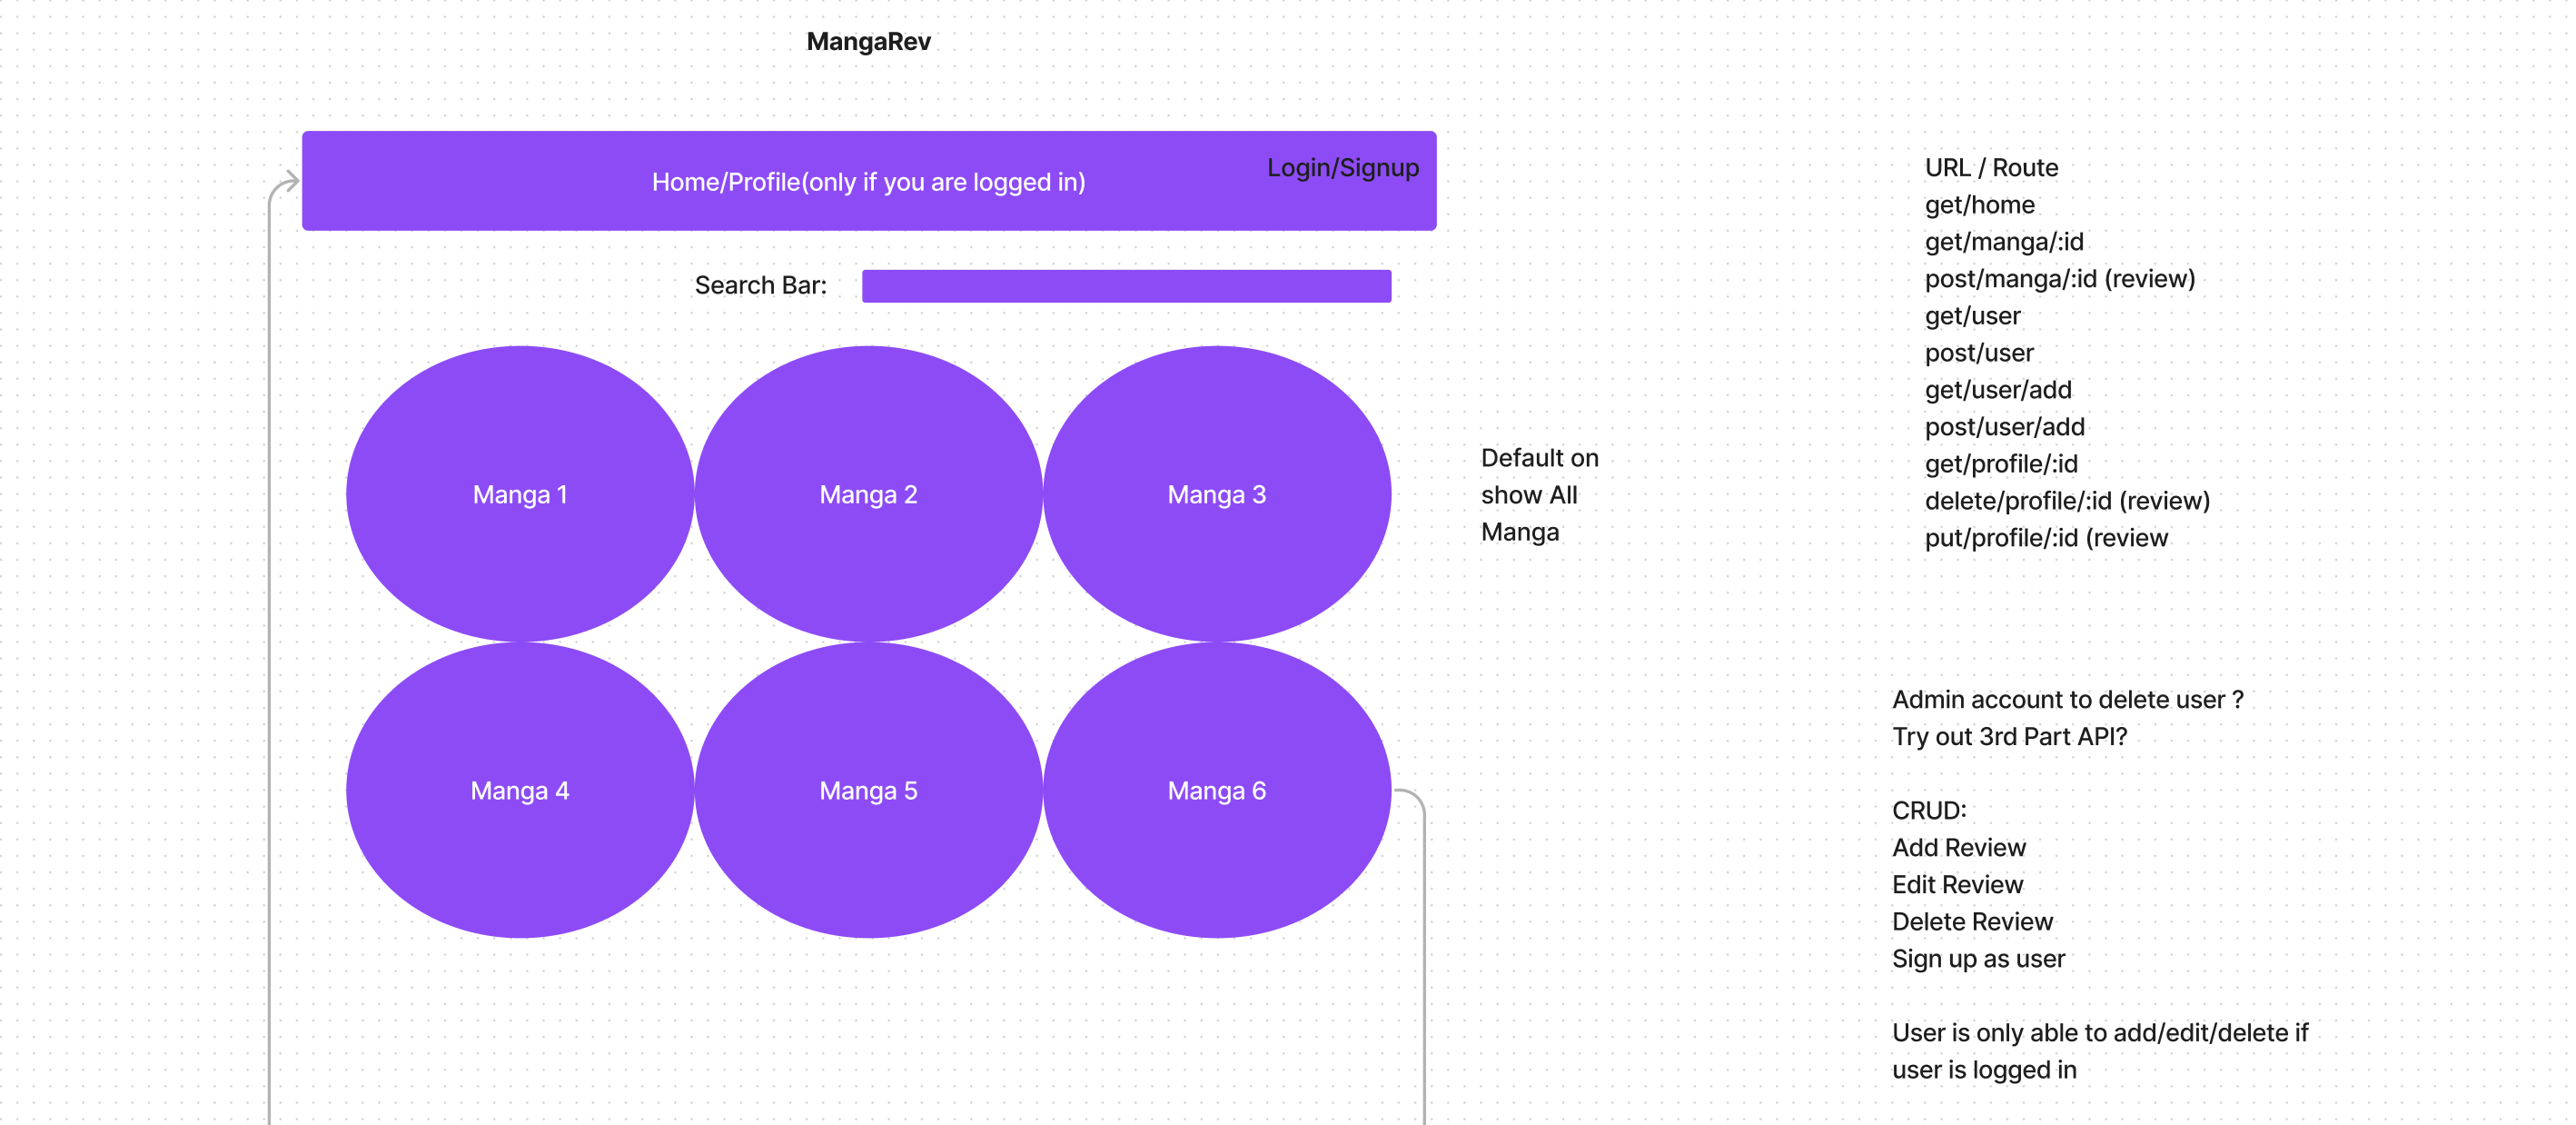 MangaRev
Home/Profile(only if you are logged in)
Login/Signup
Search Bar:
Manga 1
Manga 2
Manga 3
Manga 4
Manga 5
Manga 6
Default on
show All
Manga
URL / Route
get/home
get/manga/:id
post/manga/:id (review)
get/user
post/user
get/user/add
post/user/add
get/profile/:id
delete/profile/:id (review)
put/profile/:id (review
Admin account to delete user ?
Try out 3rd Part API?
CRUD:
Add Review
Edit Review
Delete Review
Sign up as user
User is only able to add/edit/delete if
user is logged in